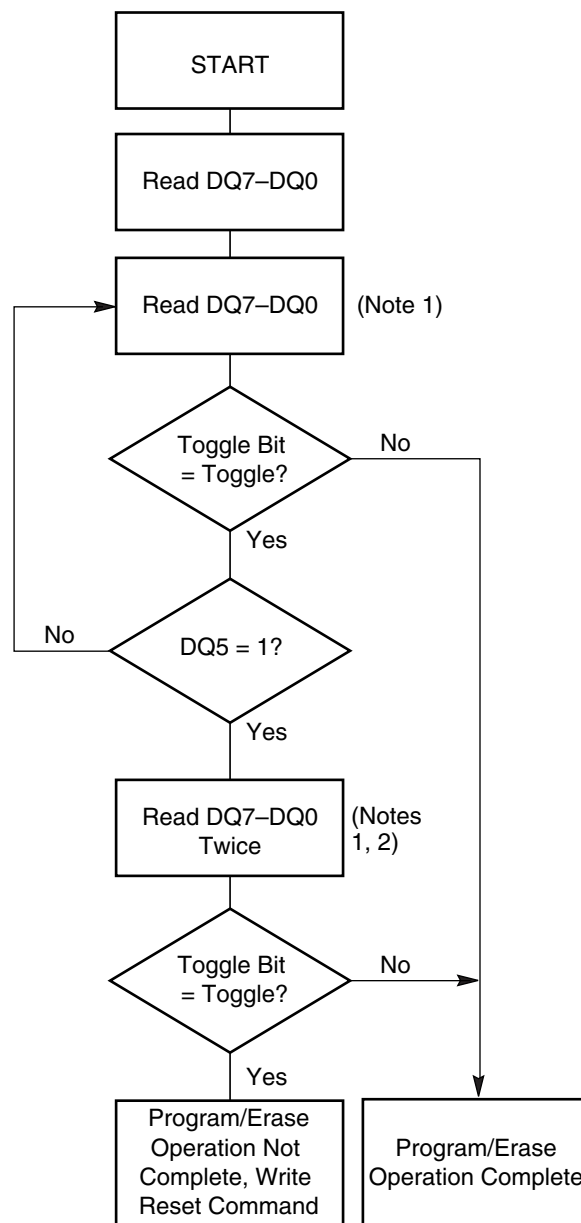 START
Read DQ7–DQ0
Read DQ7–DQ0
(Note 1)
Toggle Bit
= Toggle?
No
Yes
No
DQ5 = 1?
Yes
Read DQ7–DQ0
Twice
(Notes
1, 2)
Toggle Bit
= Toggle?
No
Yes
Program/Erase
Operation Not
Complete, Write
Reset Command
Program/Erase
Operation Complete